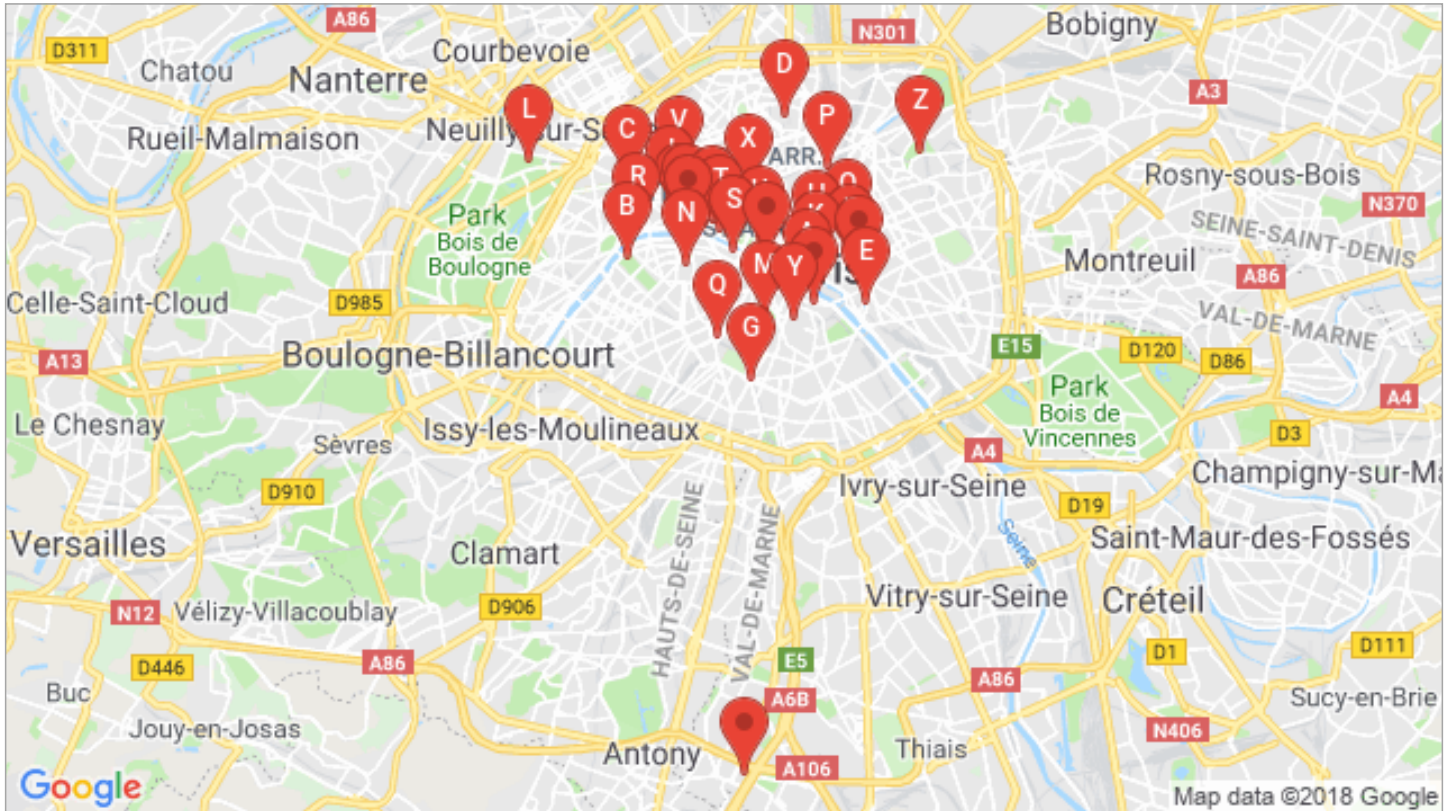 A86
N301
Bobigny
D311
Courbevoie
Chatou
Nanterre
D
A3
L
C
V
P
Z
Neuilly-sur-S
Rueil-Malmaison
X
ARR.
R
T
Rosny-sous-Bois
B
N
S
N370
Park
Bois de
Boulogne
SEINE-SAINT-DENIS
M
Y
E
Montreuil
A86
Celle-Saint-Cloud
D985
Q
VAL-DE-MARNE
G
A13
Boulogne-Billancourt
E15
D120
D86
Park
Bois de
Vincennes
A4
Le Chesnay
Sèvres
Issy-les-Moulineaux
D3
A4
Champigny-sur-Ma
D910
Ivry-sur-Seine
D19
HAUTS-DE-SEINE
VAL-DE-MARNE
Seine
Versailles
Clamart
Saint-Maur-des-Fossés
N12
Vélizy-Villacoublay
D906
Vitry-sur-Seine
Créteil
D446
A86
E5
D1
D111
Buc
A6B
A86
Sucy-en-Brie
Jouy-en-Josas
Antony
Thiais
N406
A106
Google
Map data ©2018 Google